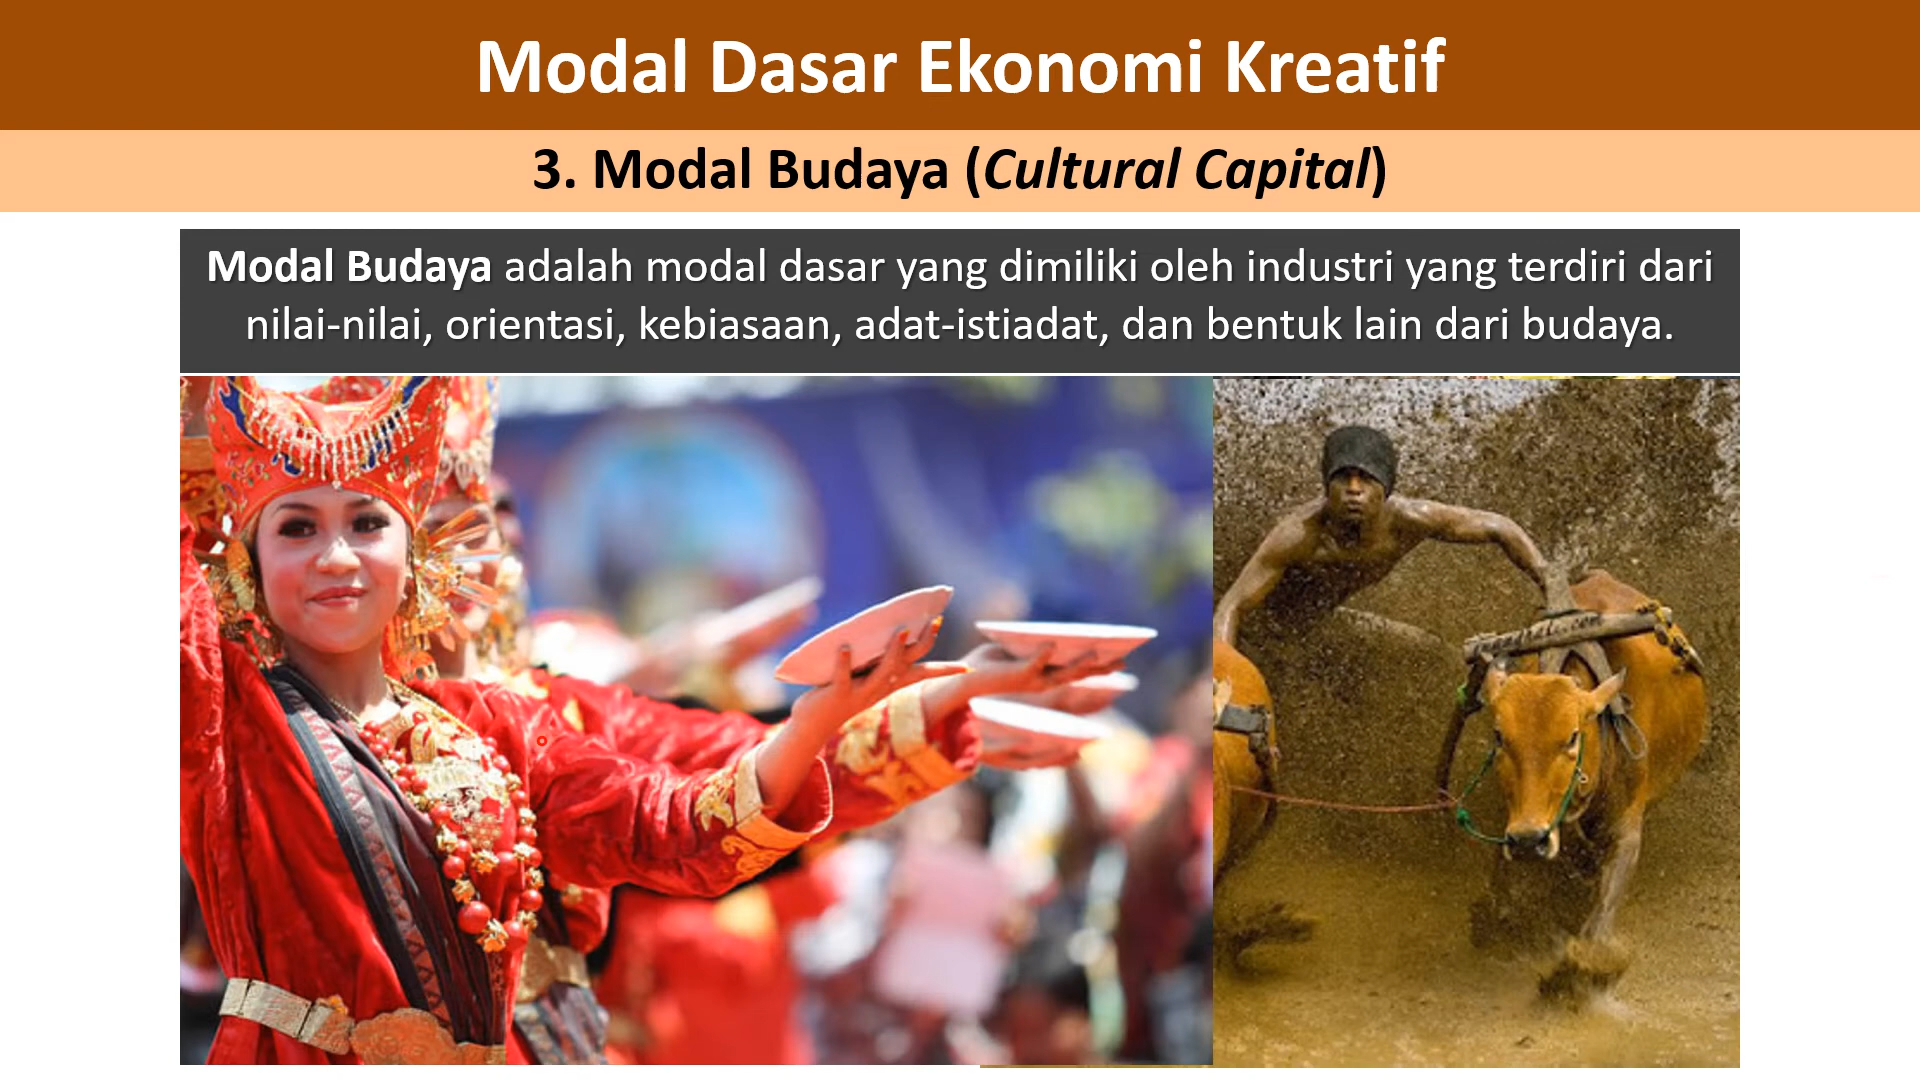 Modal Dasar Ekonomi Kreatif
3. Modal Budaya (Cultural Capital)
Modal Budaya adalah modal dasar yang dimiliki oleh industri yang terdiri dari
nilai-nilai, orientasi, kebiasaan, adat-istiadat, dan bentuk lain dari budaya.